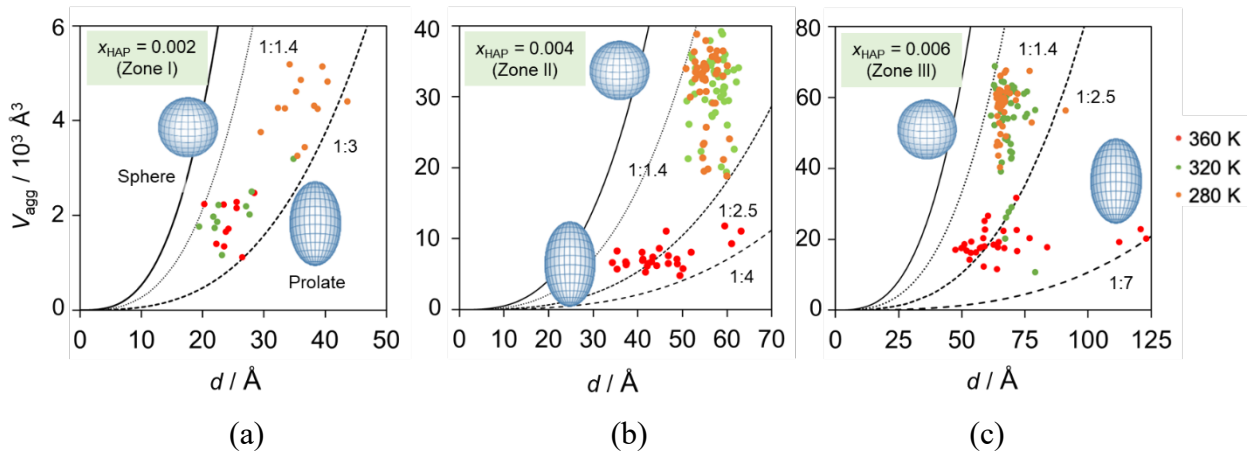 6
5
4
3
2
1
0
V_agg / 10³ Å³
x_HAP = 0.002
(Zone I)
1:1.4
Sphere
1:3
Prolate
0 10 20 30 40 50
d / Å
(a)
40
30
20
10
0
x_HAP = 0.004
(Zone II)
1:1.4
1:2.5
1:4
0 10 20 30 40 50 60 70
d / Å
(b)
80
60
40
20
0
x_HAP = 0.006
(Zone III)
1:1.4
1:2.5
1:7
0 25 50 75 100 125
d / Å
(c)
360 K
320 K
280 K